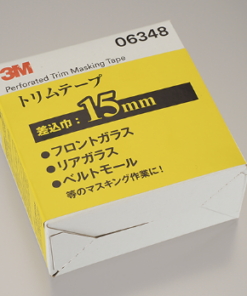 3M
06348
Perforated Trim Masking Tape
トリムテープ
差込巾:15mm
●フロントガラス
●リアガラス
●ベルトモール
等のマスキング作業に!